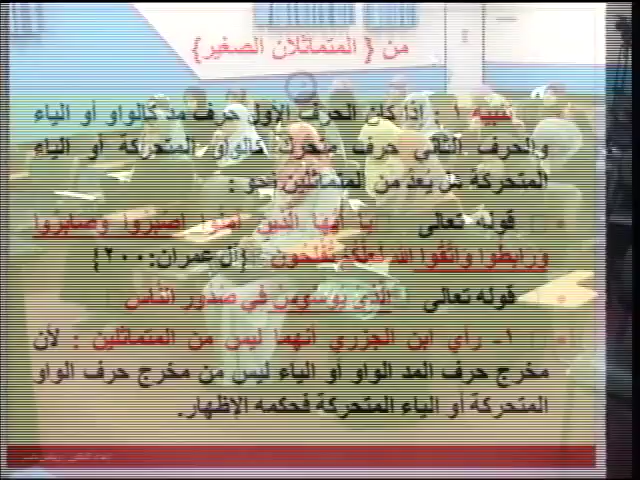 من { المتماثلان الصغير}
تنبيه ١ : إذا كان الحرف الأول حرف مد كالواو أو الياء
والحرف الثاني حرف متحرك كالواو المتحركة أو الياء
المتحركة هل يُعدُّ من المتماثلين نحو :
قوله تعالى يا أيها الذين آمنوا اصبروا وصابروا
ورابطوا واتقوا الله لعلكم تفلحون {آل عمران:٢٠٠}
قوله تعالى الذي يوسوس في صدور الناس
١- رأي ابن الجزري أنهما ليس من المتماثلين : لأن
مخرج حرف المد الواو أو الياء ليس من مخرج حرف الواو
المتحركة أو الياء المتحركة فحكمه الإظهار.